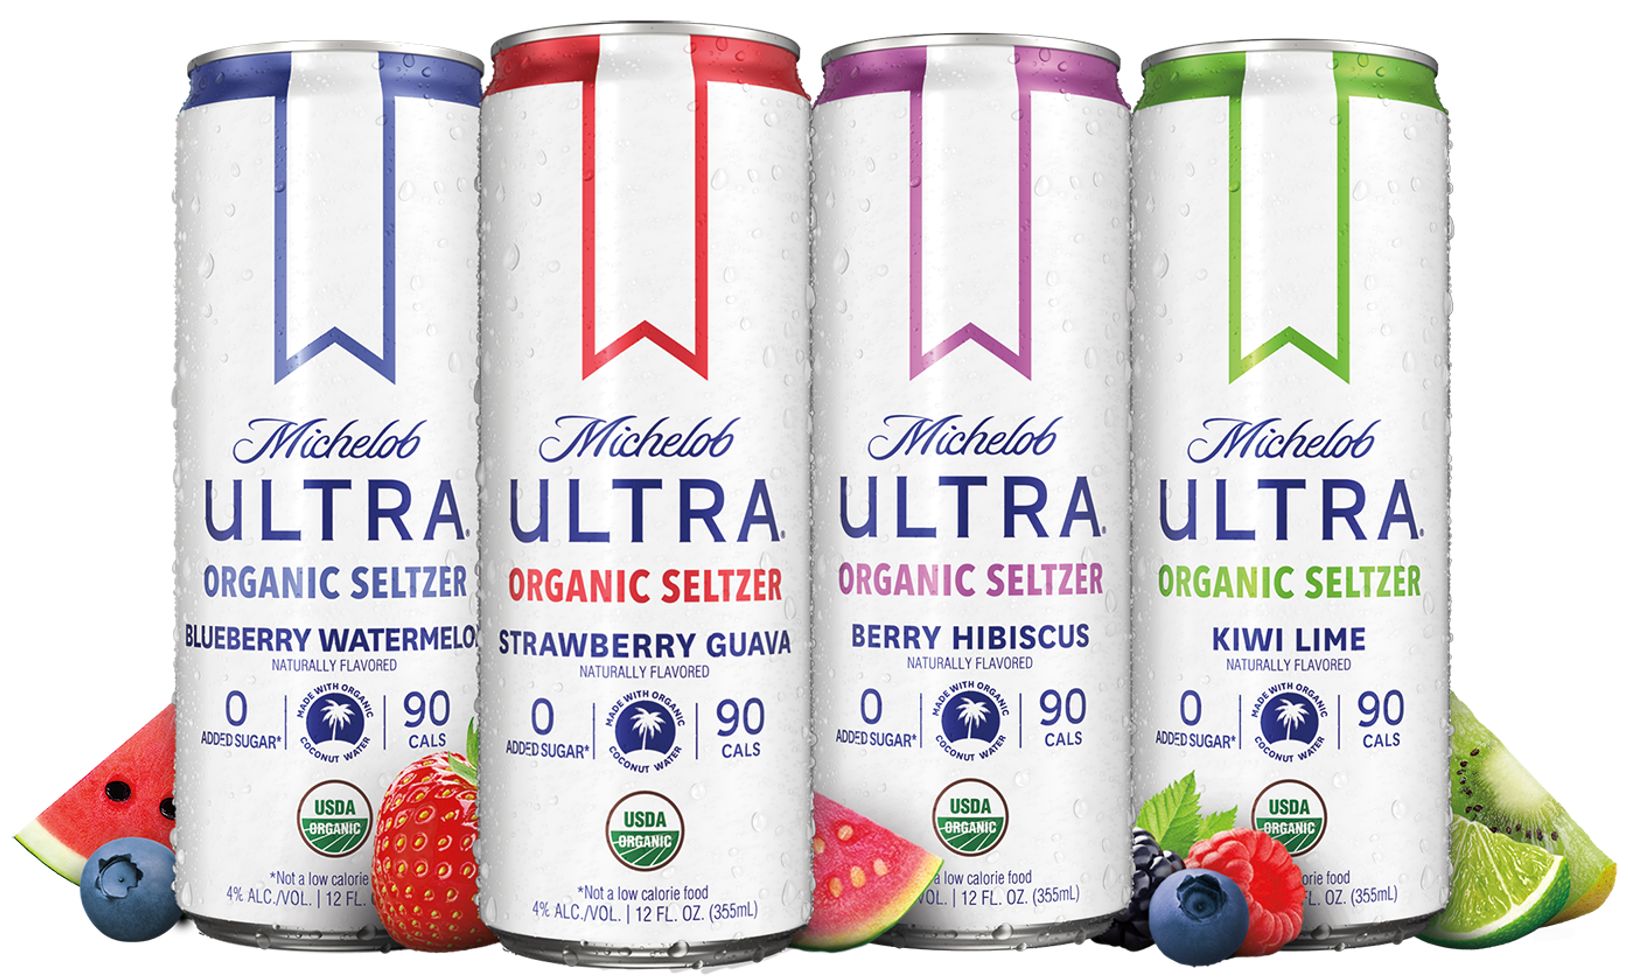 Michelob
ULTRA
ORGANIC SELTZER
BLUEBERRY WATERMELO
NATURALLY FLAVORED
0
ADDED SUGAR*
MADE WITH ORGANIC
COCONUT WATER
90
CALS
USDA
ORGANIC
*Not a low calorie
4% ALC./VOL. | 12 FL.
Michelob
ULTRA
ORGANIC SELTZER
STRAWBERRY GUAVA
NATURALLY FLAVORED
0
ADDED SUGAR*
MADE WITH ORGANIC
COCONUT WATER
90
CALS
USDA
ORGANIC
*Not a low calorie food
4% ALC./VOL. | 12 FL. OZ. (355mL)
Michelob
ULTRA
ORGANIC SELTZER
BERRY HIBISCUS
NATURALLY FLAVORED
0
ADDED SUGAR*
MADE WITH ORGANIC
COCONUT WATER
90
CALS
USDA
ORGANIC
a low calorie food
VOL. | 12 FL. OZ. (355mL)
Michelob
ULTRA
ORGANIC SELTZER
KIWI LIME
NATURALLY FLAVORED
0
ADDED SUGAR*
MADE WITH ORGANIC
COCONUT WATER
90
CALS
USDA
ORGANIC
orie food
FL. OZ. (355mL)